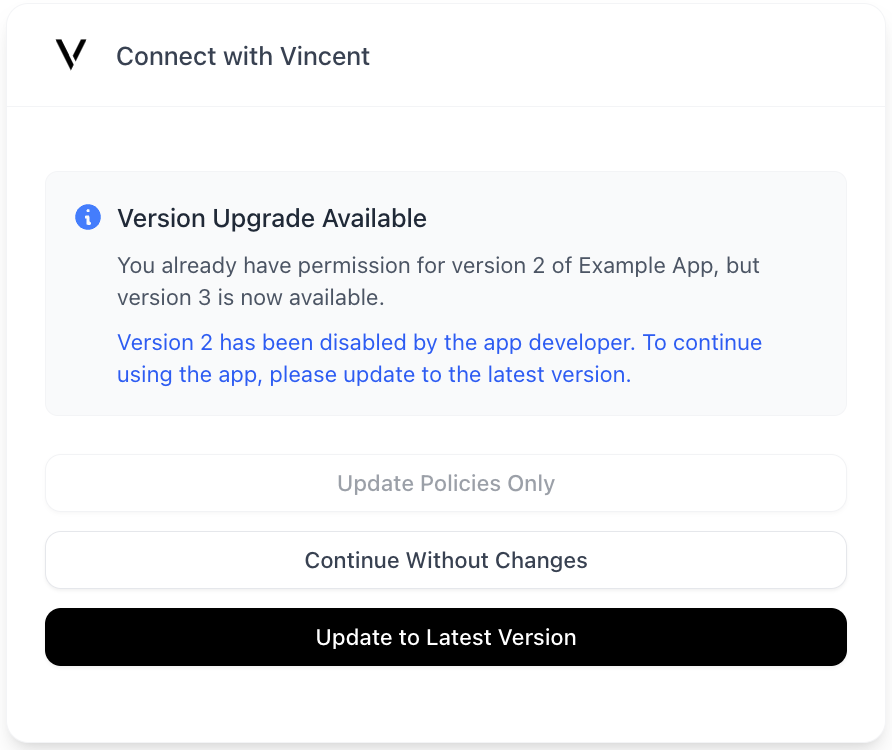 Connect with Vincent
Version Upgrade Available
You already have permission for version 2 of Example App, but
version 3 is now available.
Version 2 has been disabled by the app developer. To continue
using the app, please update to the latest version.
Update Policies Only
Continue Without Changes
Update to Latest Version